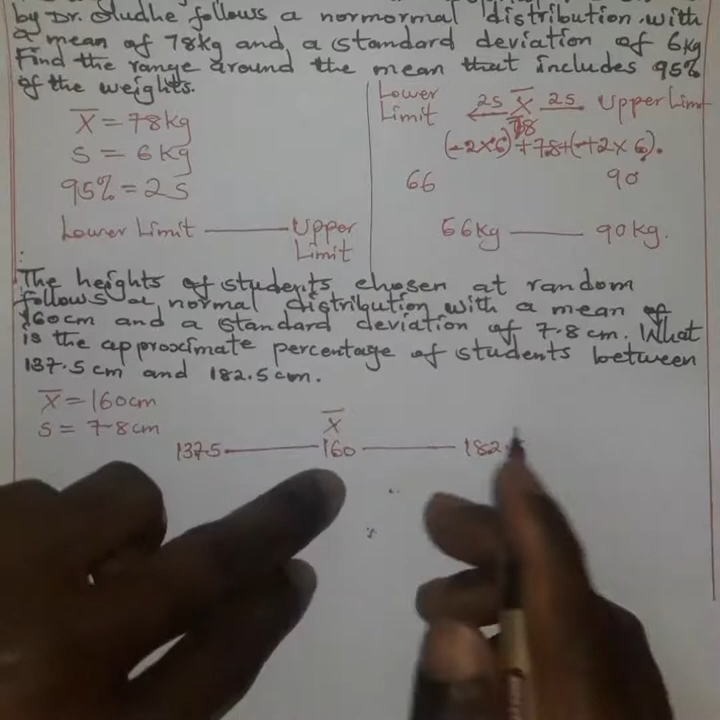 by Dr. Oludhe follows a normormal distribution with
a mean of 78kg and a standard deviation of 6kg
Find the range around the mean that includes 95%
of the weights.
X̄ = 78kg
S = 6kg
95% = 2S
Lower Limit ——— Upper Limit
Lower Limit ← 2S X̄ 2S Upper Limit
78
(-2×6)+78+(+2×6).
66 90
66kg ——— 90kg.
The heights of students chosen at random
follows a normal distribution with a mean of
160cm and a standard deviation of 7.8cm. What
is the approximate percentage of students between
137.5cm and 182.5cm.
X̄ = 160cm
S = 7.8cm
X̄
137.5 ——— 160 ——— 182